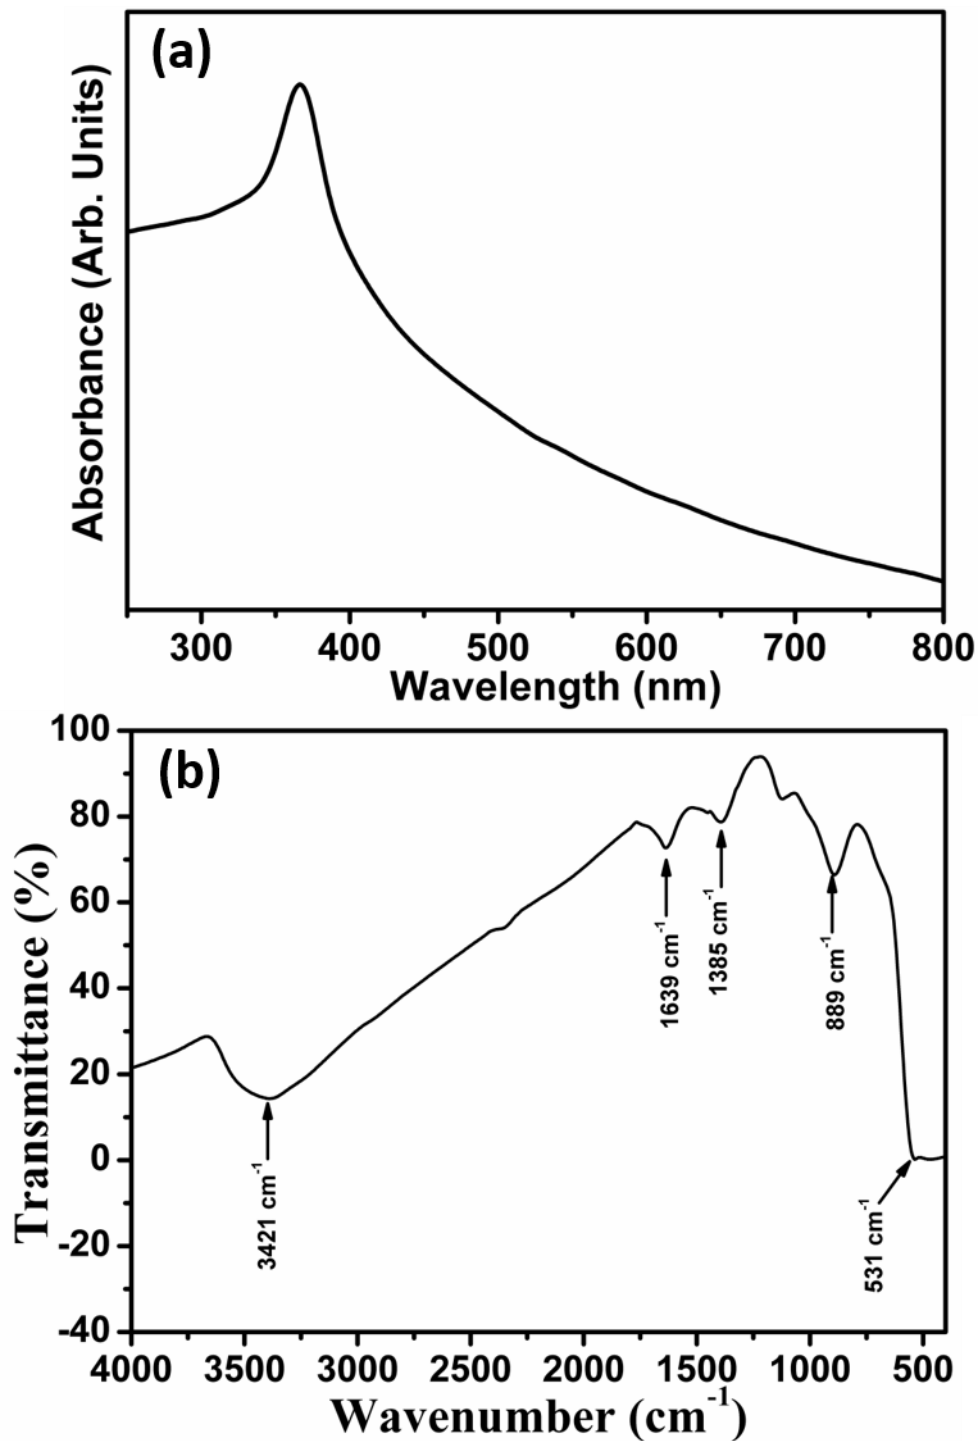 (a)
Absorbance (Arb. Units)
300 400 500 600 700 800
Wavelength (nm)
(b)
Transmittance (%)
100
80
60
40
20
0
-20
-40
3421 cm⁻¹
1639 cm⁻¹
1385 cm⁻¹
889 cm⁻¹
531 cm⁻¹
4000 3500 3000 2500 2000 1500 1000 500
Wavenumber (cm⁻¹)